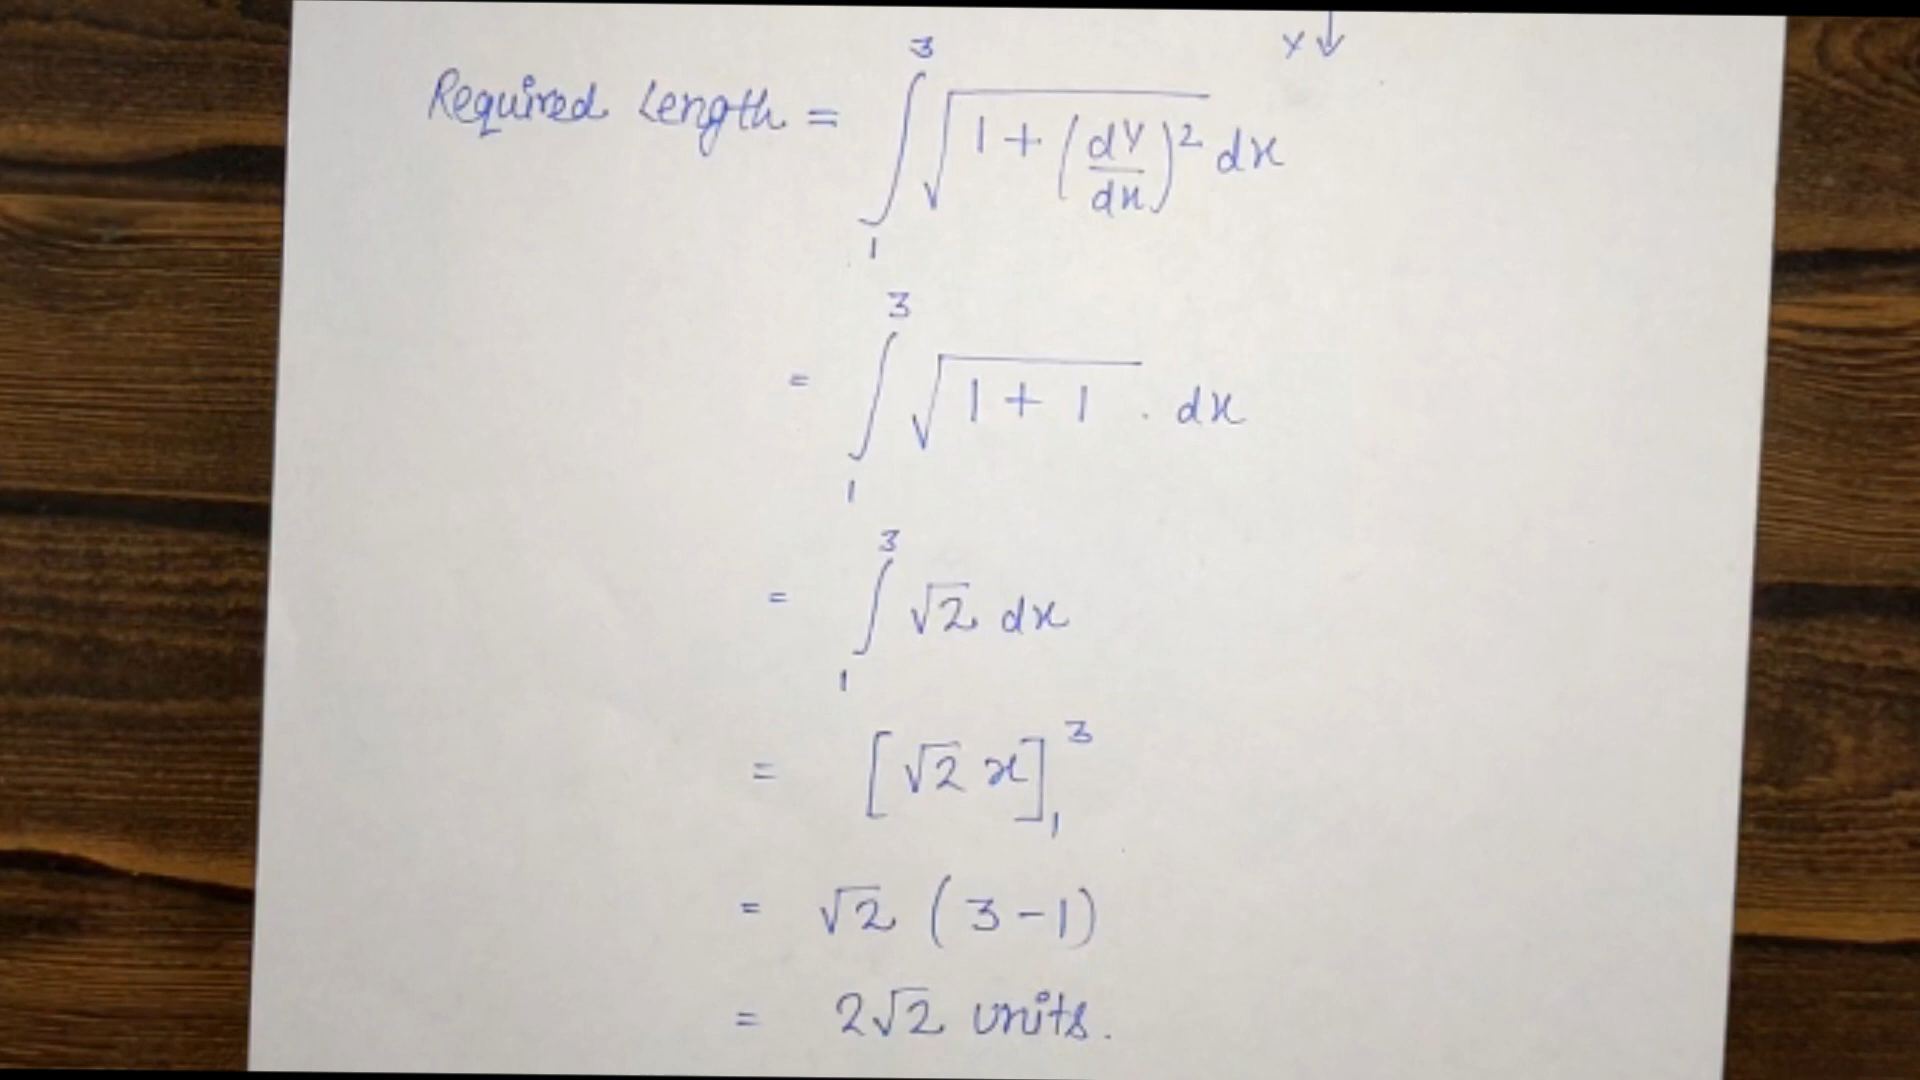 x ↓
Required Length = ∫₁³ √(1 + (dy/dx)²) dx
= ∫₁³ √(1 + 1) . dx
= ∫₁³ √2 dx
= [√2 x]₁³
= √2 (3 - 1)
= 2√2 units.